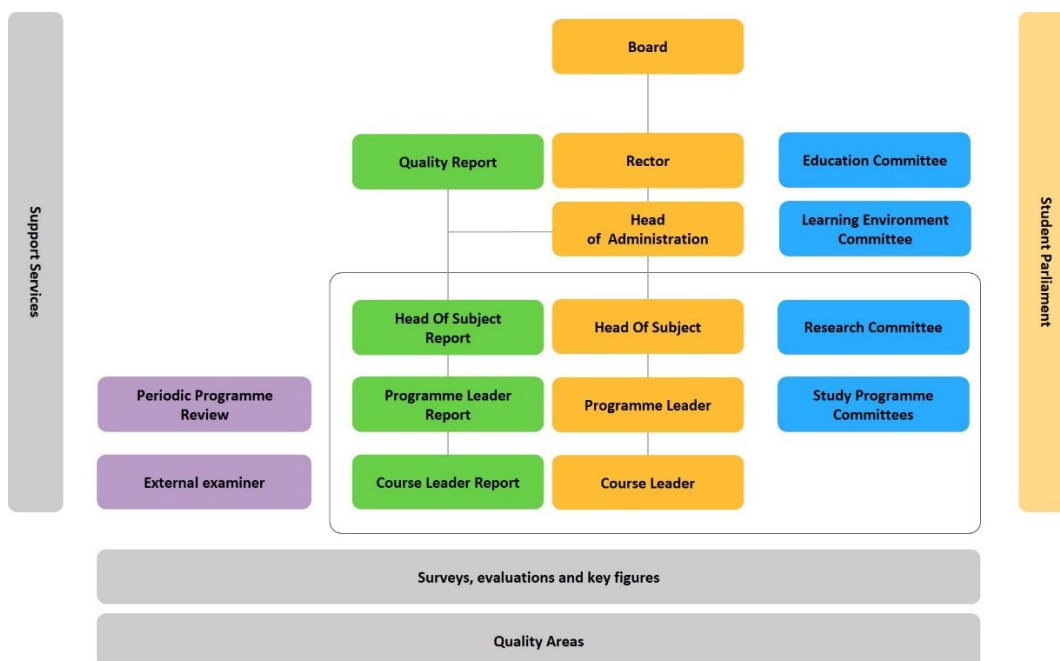 Board
Quality Report
Rector
Education Committee
Head
of Administration
Learning Environment
Committee
Support Services
Student Parliament
Head Of Subject
Report
Head Of Subject
Research Committee
Periodic Programme
Review
Programme Leader
Report
Programme Leader
Study Programme
Committees
External examiner
Course Leader Report
Course Leader
Surveys, evaluations and key figures
Quality Areas